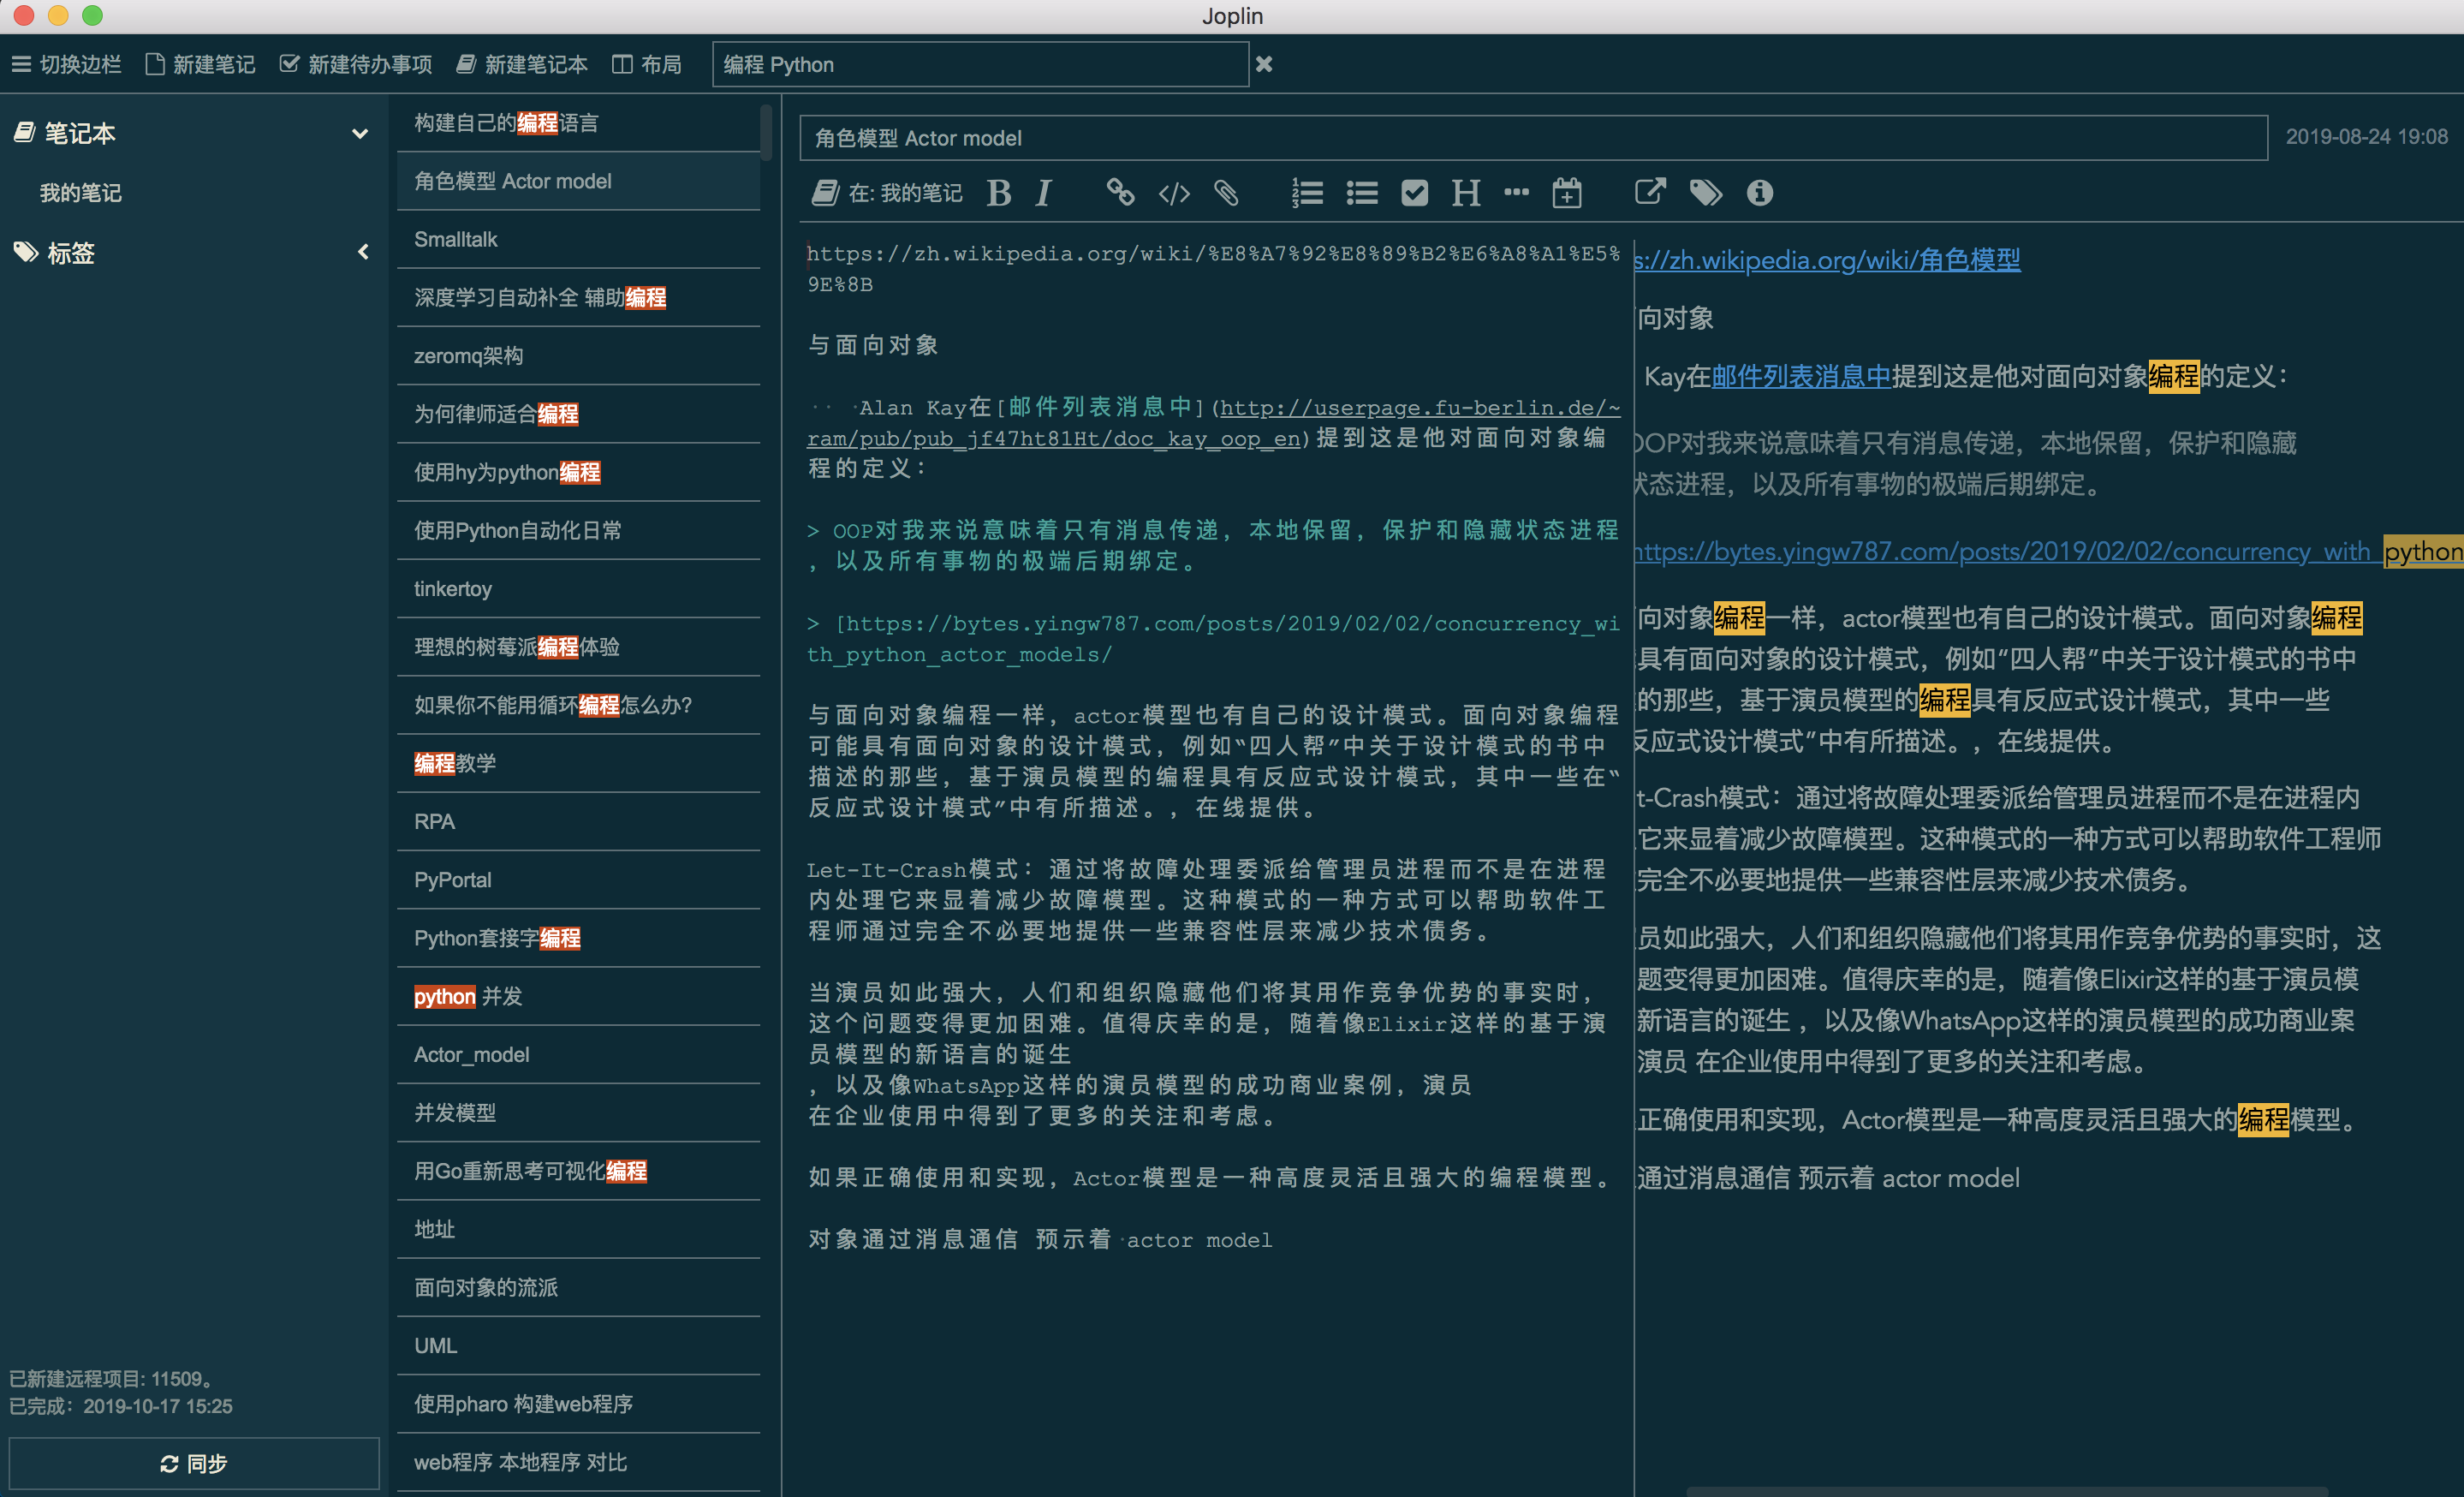 Joplin
切换边栏 新建笔记 新建待办事项 新建笔记本 布局 编程 Python
笔记本
我的笔记
标签
已新建远程项目: 11509。
已完成: 2019-10-17 15:25
同步
构建自己的编程语言
角色模型 Actor model
Smalltalk
深度学习自动补全 辅助编程
zeromq架构
为何律师适合编程
使用hy为python编程
使用Python自动化日常
tinkertoy
理想的树莓派编程体验
如果你不能用循环编程怎么办?
编程教学
RPA
PyPortal
Python套接字编程
python 并发
Actor_model
并发模型
用Go重新思考可视化编程
地址
面向对象的流派
UML
使用pharo 构建web程序
web程序 本地程序 对比
角色模型 Actor model
2019-08-24 19:08
在: 我的笔记
https://zh.wikipedia.org/wiki/%E8%A7%92%E8%89%B2%E6%A8%A1%E5%
9E%8B
与面向对象
Alan Kay在[邮件列表消息中](http://userpage.fu-berlin.de/~
ram/pub/pub_jf47ht81Ht/doc_kay_oop_en)提到这是他对面向对象编
程的定义：
> OOP对我来说意味着只有消息传递，本地保留，保护和隐藏状态进程
，以及所有事物的极端后期绑定。
> [https://bytes.yingw787.com/posts/2019/02/02/concurrency_wi
th_python_actor_models/
与面向对象编程一样，actor模型也有自己的设计模式。面向对象编程
可能具有面向对象的设计模式，例如“四人帮”中关于设计模式的书中
描述的那些，基于演员模型的编程具有反应式设计模式，其中一些在“
反应式设计模式”中有所描述。，在线提供。
Let-It-Crash模式：通过将故障处理委派给管理员进程而不是在进程
内处理它来显着减少故障模型。这种模式的一种方式可以帮助软件工
程师通过完全不必要地提供一些兼容性层来减少技术债务。
当演员如此强大，人们和组织隐藏他们将其用作竞争优势的事实时，
这个问题变得更加困难。值得庆幸的是，随着像Elixir这样的基于演
员模型的新语言的诞生
，以及像WhatsApp这样的演员模型的成功商业案例，演员
在企业使用中得到了更多的关注和考虑。
如果正确使用和实现，Actor模型是一种高度灵活且强大的编程模型。
对象通过消息通信 预示着 actor model
s://zh.wikipedia.org/wiki/角色模型
向对象
Kay在邮件列表消息中提到这是他对面向对象编程的定义：
OOP对我来说意味着只有消息传递，本地保留，保护和隐藏
状态进程，以及所有事物的极端后期绑定。
https://bytes.yingw787.com/posts/2019/02/02/concurrency_with_python
向对象编程一样，actor模型也有自己的设计模式。面向对象编程
具有面向对象的设计模式，例如“四人帮”中关于设计模式的书中
的那些，基于演员模型的编程具有反应式设计模式，其中一些
反应式设计模式”中有所描述。，在线提供。
t-Crash模式：通过将故障处理委派给管理员进程而不是在进程内
它来显着减少故障模型。这种模式的一种方式可以帮助软件工程师
完全不必要地提供一些兼容性层来减少技术债务。
员如此强大，人们和组织隐藏他们将其用作竞争优势的事实时，这
题变得更加困难。值得庆幸的是，随着像Elixir这样的基于演员模
新语言的诞生 ，以及像WhatsApp这样的演员模型的成功商业案
演员 在企业使用中得到了更多的关注和考虑。
正确使用和实现，Actor模型是一种高度灵活且强大的编程模型。
通过消息通信 预示着 actor model